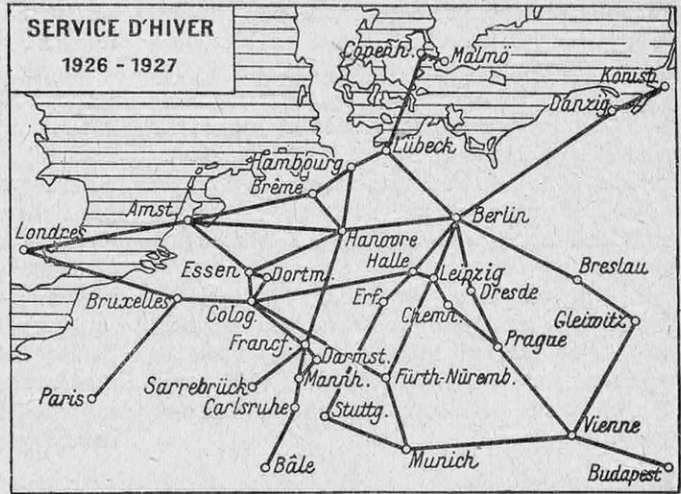 SERVICE D'HIVER
1926 - 1927
Copenh.
Malmö
Königsb.
Danzig
Lübeck
Hambourg
Brême
Amst.
Berlin
Londres
Hanovre
Essen
Dortm.
Halle
Leipzig
Breslau
Bruxelles
Colog.
Erf.
Chemn.
Dresde
Gleiwitz
Francf.
Darmst.
Prague
Sarrebrück
Mannh.
Fürth-Nüremb.
Paris
Carlsruhe
Stuttg.
Vienne
Munich
Bâle
Budapest